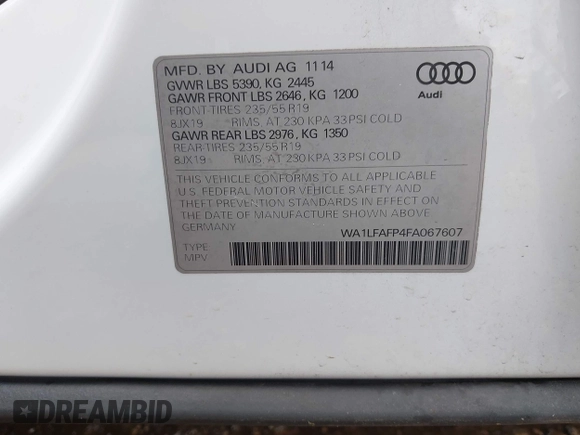 MFD. BY AUDI AG 11 14
GVWR LBS 5390, KG 2445
GAWR FRONT LBS 2646, KG 1200
FRONT-TIRES 235/55 R19
8JX19 RIMS, AT 230 KPA 33 PSI COLD
GAWR REAR LBS 2976, KG 1350
REAR-TIRES 235/55 R19
8JX19 RIMS, AT 230 KPA 33 PSI COLD
Audi
THIS VEHICLE CONFORMS TO ALL APPLICABLE
U.S. FEDERAL MOTOR VEHICLE SAFETY AND
THEFT PREVENTION STANDARDS IN EFFECT ON
THE DATE OF MANUFACTURE SHOWN ABOVE
GERMANY
WA1LFAFP4FA067607
TYPE
MPV
DREAMBID